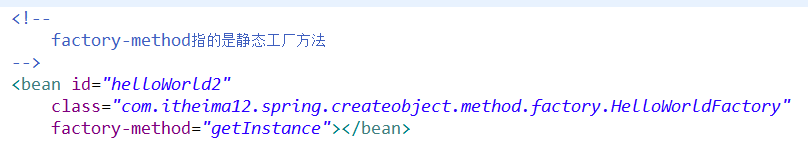 <!--
factory-method指的是静态工厂方法
-->
<bean id="helloWorld2"
class="com.itheima12.spring.createobject.method.factory.HelloWorldFactory"
factory-method="getInstance"></bean>